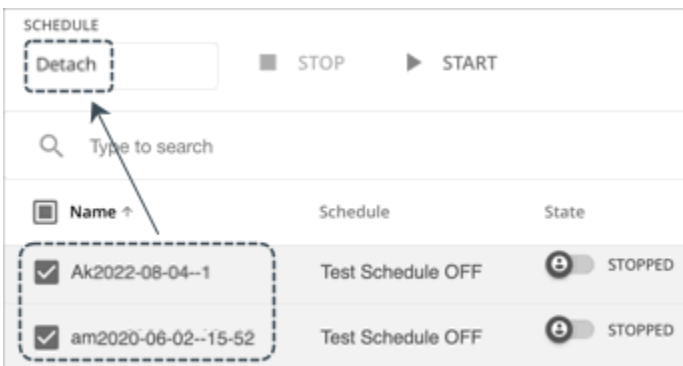 SCHEDULE
Detach STOP START
Type to search
Name ↑ Schedule State
Ak2022-08-04--1 Test Schedule OFF STOPPED
am2020-06-02--15-52 Test Schedule OFF STOPPED